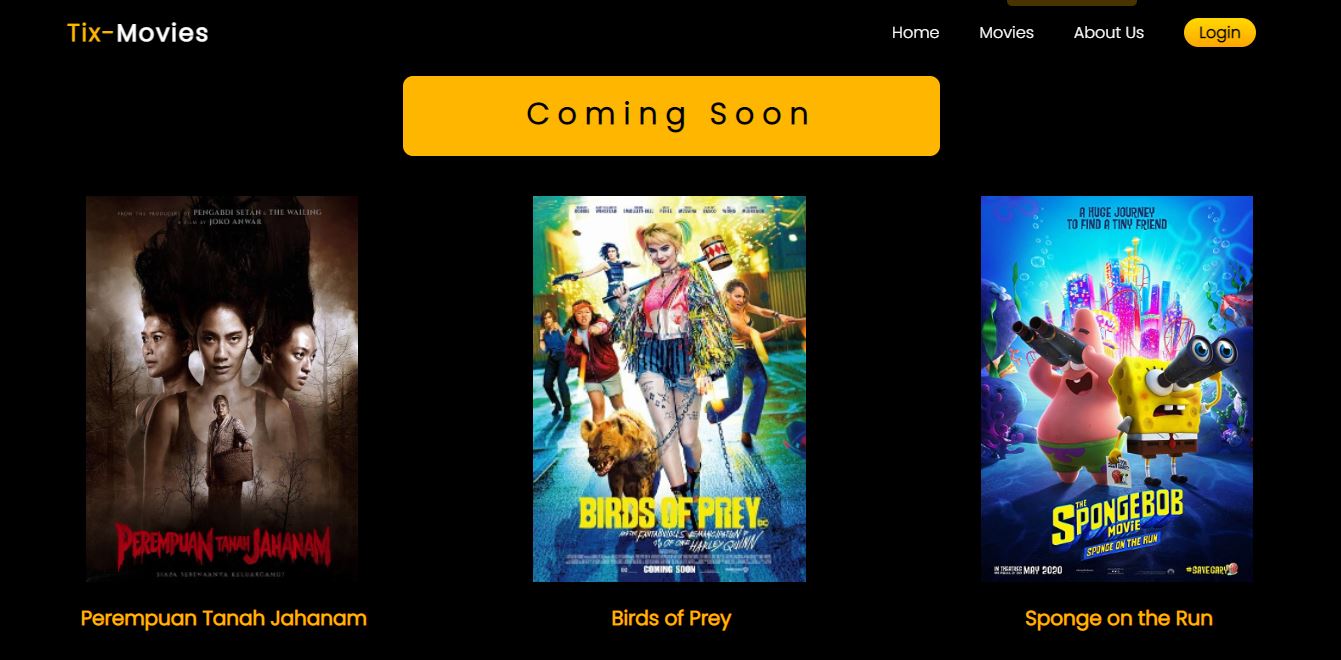 Tix-Movies
Home Movies About Us Login
Coming Soon
FROM THE PRODUCERS OF PENGABDI SETAN & THE WAILING
A FILM BY JOKO ANWAR
PEREMPUAN TANAH JAHANAM
BIRDS OF PREY
AND THE FANTABULOUS EMANCIPATION OF ONE HARLEY QUINN
COMING SOON
A HUGE JOURNEY
TO FIND A TINY FRIEND
THE
SPONGEBOB
MOVIE
SPONGE ON THE RUN
IN THEATRES MAY 2020
#SAVEGARY
Perempuan Tanah Jahanam
Birds of Prey
Sponge on the Run